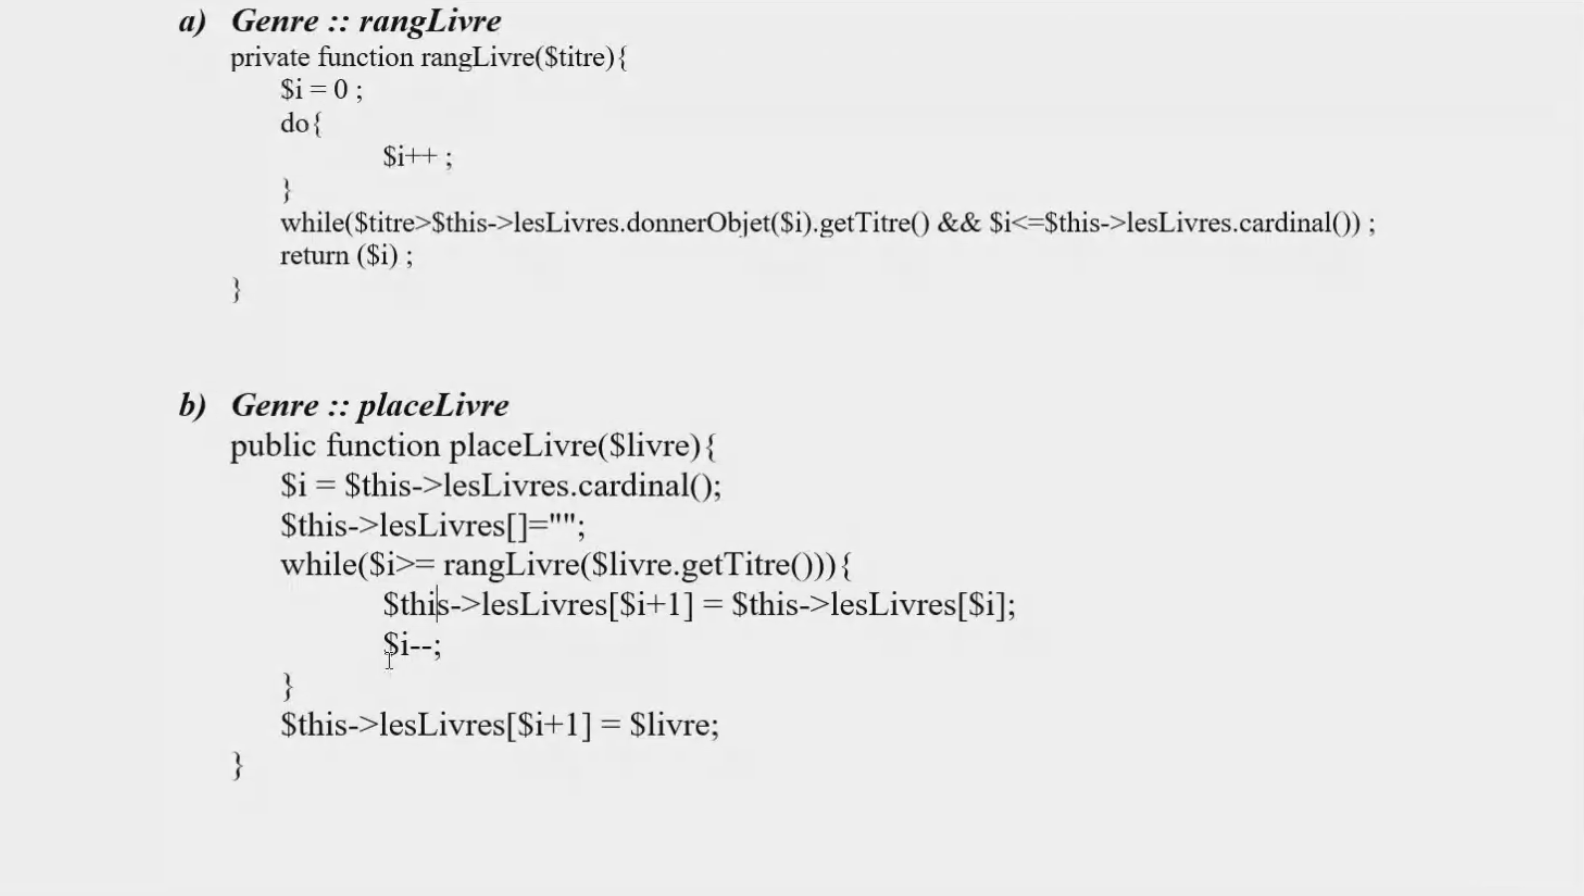 a) Genre :: rangLivre
private function rangLivre($titre){
$i = 0 ;
do{
$i++ ;
}
while($titre>$this->lesLivres.donnerObjet($i).getTitre() && $i<=$this->lesLivres.cardinal()) ;
return ($i) ;
}
b) Genre :: placeLivre
public function placeLivre($livre){
$i = $this->lesLivres.cardinal();
$this->lesLivres[]="";
while($i>= rangLivre($livre.getTitre())){
$this->lesLivres[$i+1] = $this->lesLivres[$i];
$i--;
}
$this->lesLivres[$i+1] = $livre;
}